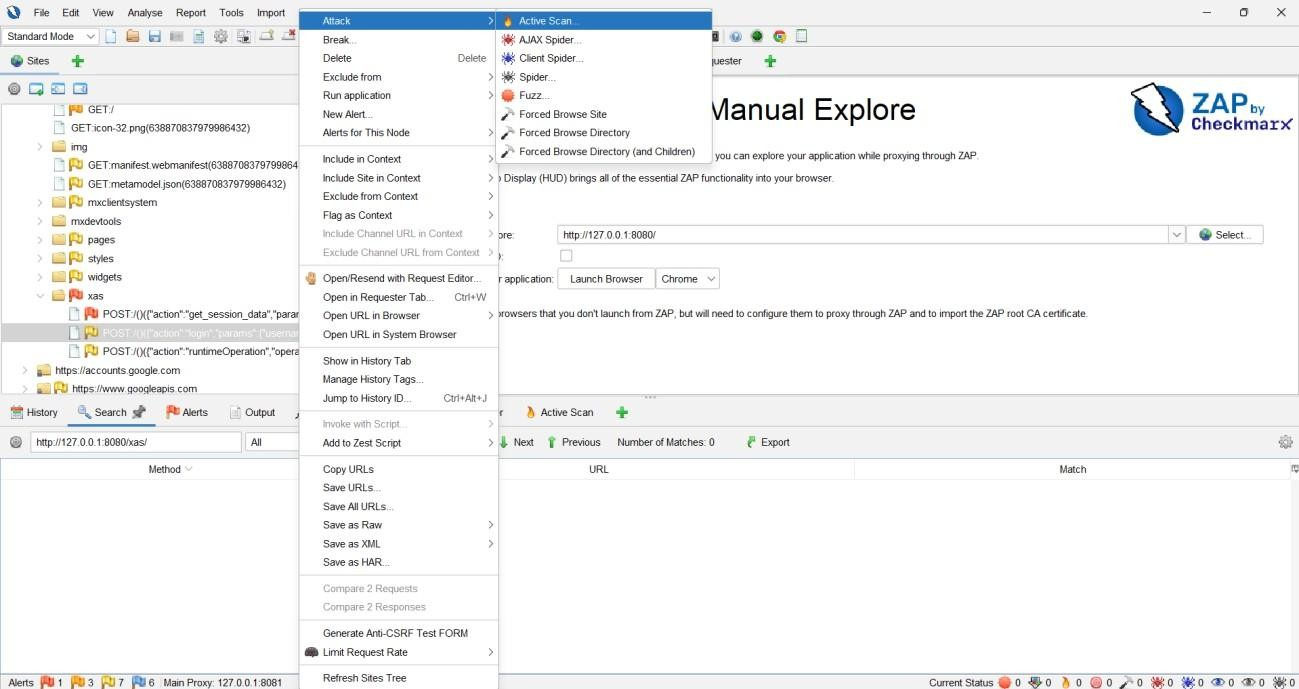 File Edit View Analyse Report Tools Import
Standard Mode
Sites
GET:/
GET:icon-32.png(638870837979986432)
img
GET:manifest.webmanifest(6388708379799864
GET:metamodel.json(638870837979986432)
mxclientsystem
mxdevtools
pages
styles
widgets
xas
POST:/()({"action":"get_session_data","parar
POST:/()({"action":"login","params":{"userna
POST:/()({"action":"runtimeOperation","opera
https://accounts.google.com
https://www.googleapis.com
Attack
Break...
Delete Delete
Exclude from
Run application
New Alert...
Alerts for This Node
Include in Context
Include Site in Context
Exclude from Context
Flag as Context
Include Channel URL in Context
Exclude Channel URL from Context
Open/Resend with Request Editor...
Open in Requester Tab... Ctrl+W
Open URL in Browser
Open URL in System Browser
Show in History Tab
Manage History Tags...
Jump to History ID... Ctrl+Alt+J
Invoke with Script...
Add to Zest Script
Copy URLs
Save URLs...
Save All URLs...
Save as Raw
Save as XML
Save as HAR...
Compare 2 Requests
Compare 2 Responses
Generate Anti-CSRF Test FORM
Limit Request Rate
Refresh Sites Tree
Active Scan...
AJAX Spider...
Client Spider...
Spider...
Fuzz...
Forced Browse Site
Forced Browse Directory
Forced Browse Directory (and Children)
uester
Manual Explore
ZAP by
Checkmarx
you can explore your application while proxying through ZAP.
Display (HUD) brings all of the essential ZAP functionality into your browser.
ore: http://127.0.0.1:8080/ Select...
r application: Launch Browser Chrome
rowsers that you don't launch from ZAP, but will need to configure them to proxy through ZAP and to import the ZAP root CA certificate.
History Search Alerts Output Active Scan
http://127.0.0.1:8080/xas/ All Next Previous Number of Matches: 0 Export
Method URL Match
Alerts 1 3 7 6 Main Proxy: 127.0.0.1:8081 Current Status 0 0 0 0 0 0 0 0 0 0